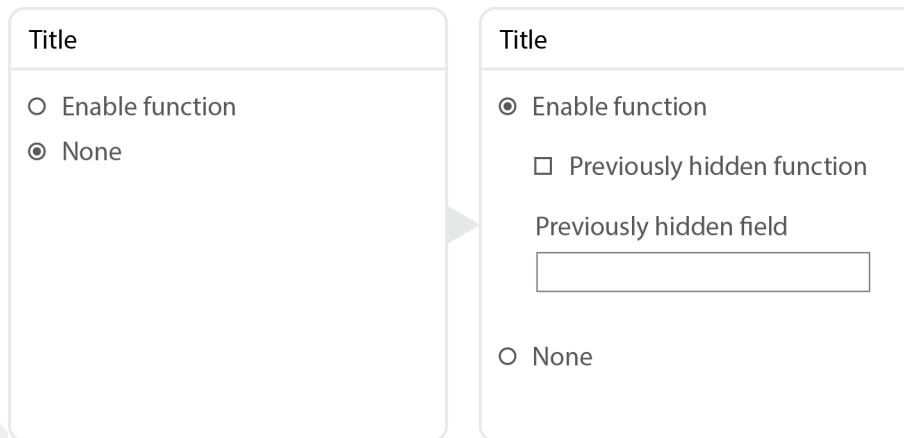 Title
Enable function
None
Title
Enable function
Previously hidden function
Previously hidden field
None